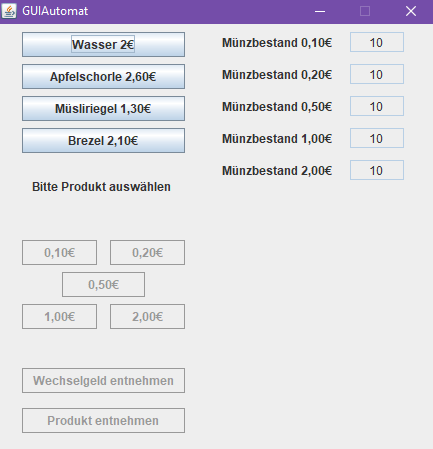 GUIAutomat
Wasser 2€
Apfelschorle 2,60€
Müsliriegel 1,30€
Brezel 2,10€
Bitte Produkt auswählen
0,10€ 0,20€
0,50€
1,00€ 2,00€
Wechselgeld entnehmen
Produkt entnehmen
Münzbestand 0,10€ 10
Münzbestand 0,20€ 10
Münzbestand 0,50€ 10
Münzbestand 1,00€ 10
Münzbestand 2,00€ 10